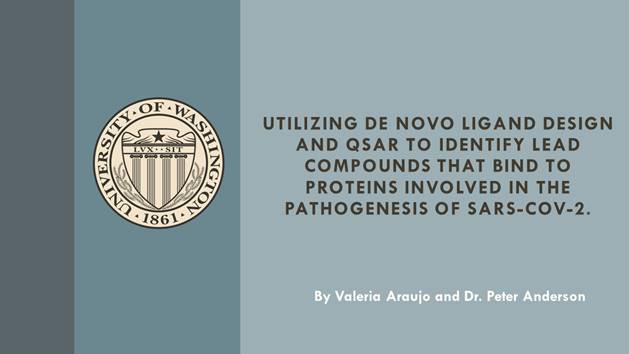 UNIVERSITY·OF·WASHINGTON
LVX··SIT
·1861·
UTILIZING DE NOVO LIGAND DESIGN
AND QSAR TO IDENTIFY LEAD
COMPOUNDS THAT BIND TO
PROTEINS INVOLVED IN THE
PATHOGENESIS OF SARS-COV-2.
By Valeria Araujo and Dr. Peter Anderson